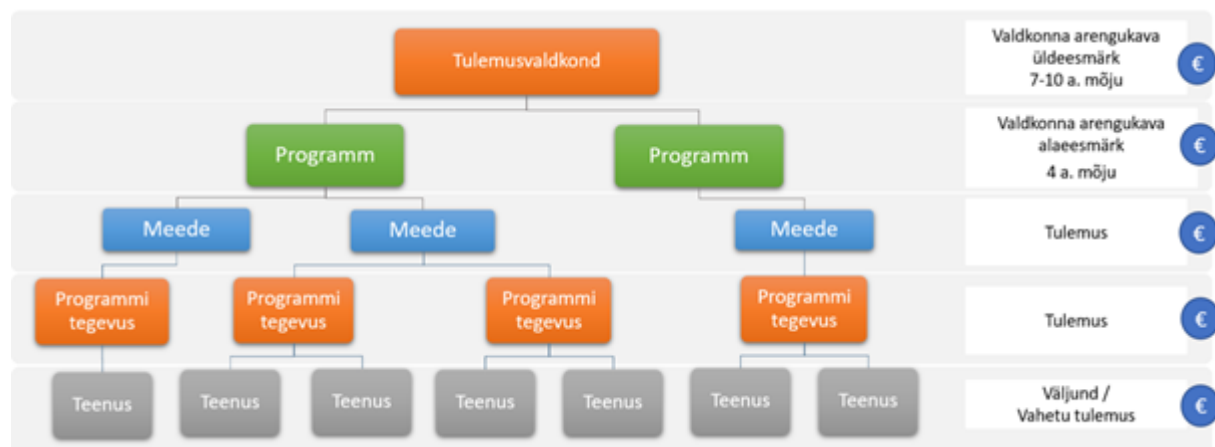 Tulemusvaldkond
Valdkonna arengukava
üldeesmärk
7-10 a. mõju
€
Programm
Programm
Valdkonna arengukava
alaeesmärk
4 a. mõju
€
Meede
Meede
Meede
Tulemus
€
Programmi
tegevus
Programmi
tegevus
Programmi
tegevus
Programmi
tegevus
Tulemus
€
Teenus
Teenus
Teenus
Teenus
Teenus
Teenus
Teenus
Väljund /
Vahetu tulemus
€